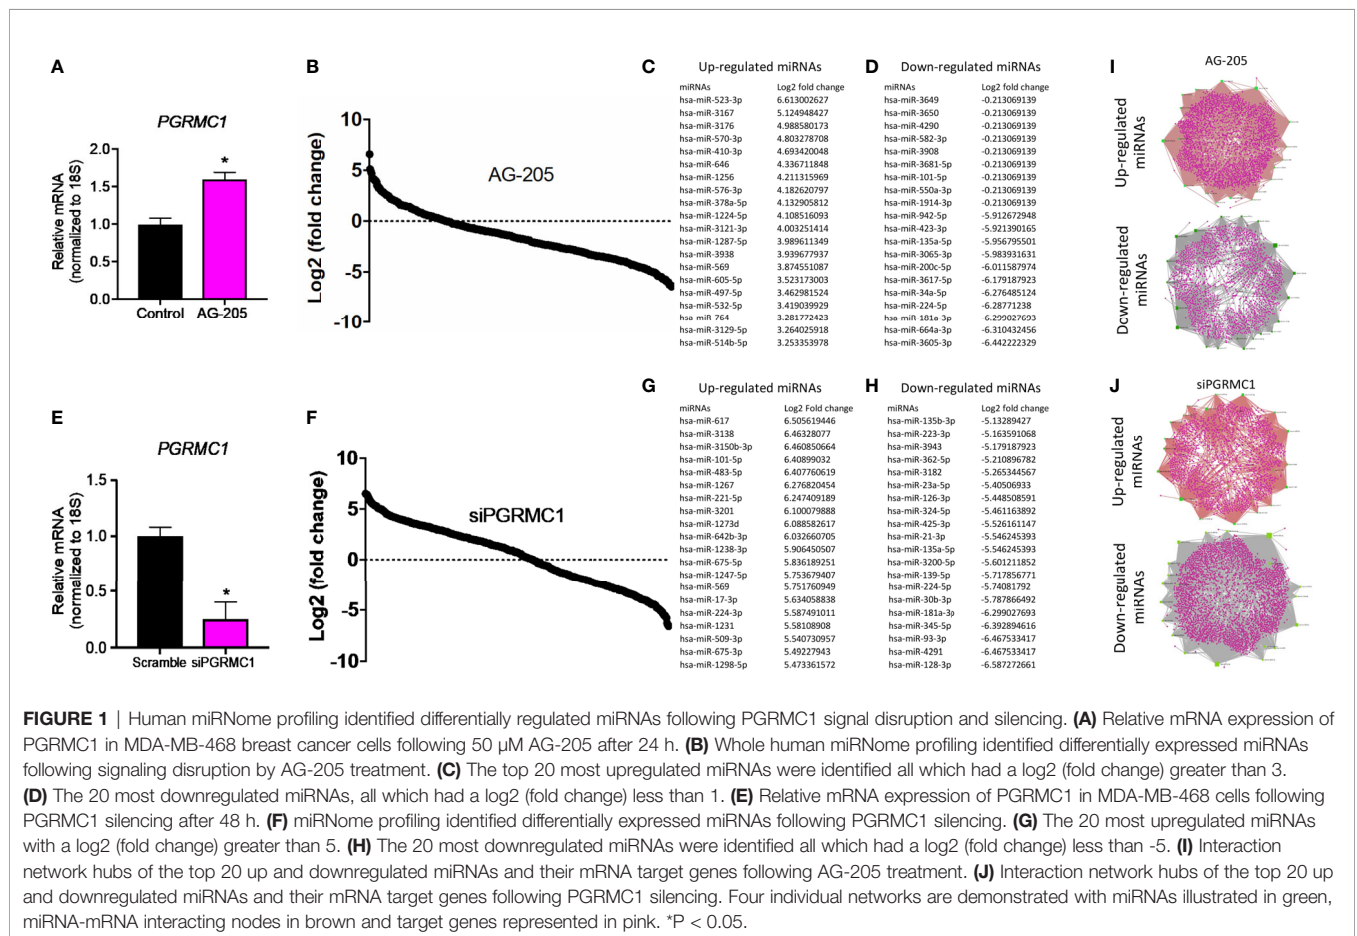 A
PGRMC1
Relative mRNA
(normalized to 18S)
2.0
1.5
1.0
0.5
0.0
*
Control AG-205
B
Log2 (fold change)
10
5
0
-5
-10
AG-205
C
Up-regulated miRNAs
miRNAs Log2 fold change
hsa-miR-523-3p 6.613002627
hsa-miR-3167 5.124948427
hsa-miR-3176 4.988580173
hsa-miR-570-3p 4.803278708
hsa-miR-410-3p 4.693420048
hsa-miR-646 4.336711848
hsa-miR-1256 4.211315969
hsa-miR-576-3p 4.182620797
hsa-miR-378a-5p 4.132905812
hsa-miR-1224-5p 4.108516093
hsa-miR-3121-3p 4.003251414
hsa-miR-1287-5p 3.989611349
hsa-miR-3938 3.939677937
hsa-miR-569 3.874551087
hsa-miR-605-5p 3.523173003
hsa-miR-497-5p 3.462981524
hsa-miR-532-5p 3.419039929
hsa-miR-764 3.281772423
hsa-miR-3129-5p 3.264025918
hsa-miR-514b-5p 3.253353978
D
Down-regulated miRNAs
miRNAs Log2 fold change
hsa-miR-3649 -0.213069139
hsa-miR-3650 -0.213069139
hsa-miR-4290 -0.213069139
hsa-miR-582-3p -0.213069139
hsa-miR-3908 -0.213069139
hsa-miR-3681-5p -0.213069139
hsa-miR-101-5p -0.213069139
hsa-miR-550a-3p -0.213069139
hsa-miR-1914-3p -0.213069139
hsa-miR-942-5p -5.912672948
hsa-miR-423-3p -5.921390165
hsa-miR-135a-5p -5.956795501
hsa-miR-3065-3p -5.983931631
hsa-miR-200c-5p -6.011587974
hsa-miR-3617-5p -6.179187923
hsa-miR-34a-5p -6.276485124
hsa-miR-224-5p -6.28771238
hsa-miR-181a-3p -6.299027693
hsa-miR-664a-3p -6.310432456
hsa-miR-3605-3p -6.442222329
I
AG-205
Up-regulated
miRNAs
Down-regulated
miRNAs
E
PGRMC1
Relative mRNA
(normalized to 18S)
1.5
1.0
0.5
0.0
*
Scramble siPGRMC1
F
Log2 (fold change)
10
5
0
-5
-10
siPGRMC1
G
Up-regulated miRNAs
miRNAs Log2 Fold change
hsa-miR-617 6.505619446
hsa-miR-3138 6.46328077
hsa-miR-3150b-3p 6.460850664
hsa-miR-101-5p 6.40899032
hsa-miR-483-5p 6.407760619
hsa-miR-1267 6.276820454
hsa-miR-221-5p 6.247409189
hsa-miR-3201 6.100079888
hsa-miR-1273d 6.088582617
hsa-miR-642b-3p 6.032660705
hsa-miR-1238-3p 5.906450507
hsa-miR-675-5p 5.836189251
hsa-miR-1247-5p 5.753679407
hsa-miR-569 5.751760949
hsa-miR-17-3p 5.634058838
hsa-miR-224-3p 5.587491011
hsa-miR-1231 5.58108908
hsa-miR-509-3p 5.540730957
hsa-miR-675-3p 5.49227943
hsa-miR-1298-5p 5.473361572
H
Down-regulated miRNAs
miRNAs Log2 fold change
hsa-miR-135b-3p -5.13289427
hsa-miR-223-3p -5.163591068
hsa-miR-3943 -5.179187923
hsa-miR-362-5p -5.210896782
hsa-miR-3182 -5.265344567
hsa-miR-23a-5p -5.40506933
hsa-miR-126-3p -5.448508591
hsa-miR-324-5p -5.461163892
hsa-miR-425-3p -5.526161147
hsa-miR-21-3p -5.546245393
hsa-miR-135a-5p -5.546245393
hsa-miR-3200-5p -5.601211852
hsa-miR-139-5p -5.717856771
hsa-miR-224-5p -5.74081792
hsa-miR-30b-3p -5.787866492
hsa-miR-181a-3p -6.299027693
hsa-miR-345-5p -6.392894616
hsa-miR-93-3p -6.467533417
hsa-miR-4291 -6.467533417
hsa-miR-128-3p -6.587272661
J
siPGRMC1
Up-regulated
miRNAs
Down-regulated
miRNAs
FIGURE 1 | Human miRNome profiling identified differentially regulated miRNAs following PGRMC1 signal disruption and silencing. (A) Relative mRNA expression of
PGRMC1 in MDA-MB-468 breast cancer cells following 50 µM AG-205 after 24 h. (B) Whole human miRNome profiling identified differentially expressed miRNAs
following signaling disruption by AG-205 treatment. (C) The top 20 most upregulated miRNAs were identified all which had a log2 (fold change) greater than 3.
(D) The 20 most downregulated miRNAs, all which had a log2 (fold change) less than 1. (E) Relative mRNA expression of PGRMC1 in MDA-MB-468 cells following
PGRMC1 silencing after 48 h. (F) miRNome profiling identified differentially expressed miRNAs following PGRMC1 silencing. (G) The 20 most upregulated miRNAs
with a log2 (fold change) greater than 5. (H) The 20 most downregulated miRNAs were identified all which had a log2 (fold change) less than -5. (I) Interaction
network hubs of the top 20 up and downregulated miRNAs and their mRNA target genes following AG-205 treatment. (J) Interaction network hubs of the top 20 up
and downregulated miRNAs and their mRNA target genes following PGRMC1 silencing. Four individual networks are demonstrated with miRNAs illustrated in green,
miRNA-mRNA interacting nodes in brown and target genes represented in pink. *P < 0.05.